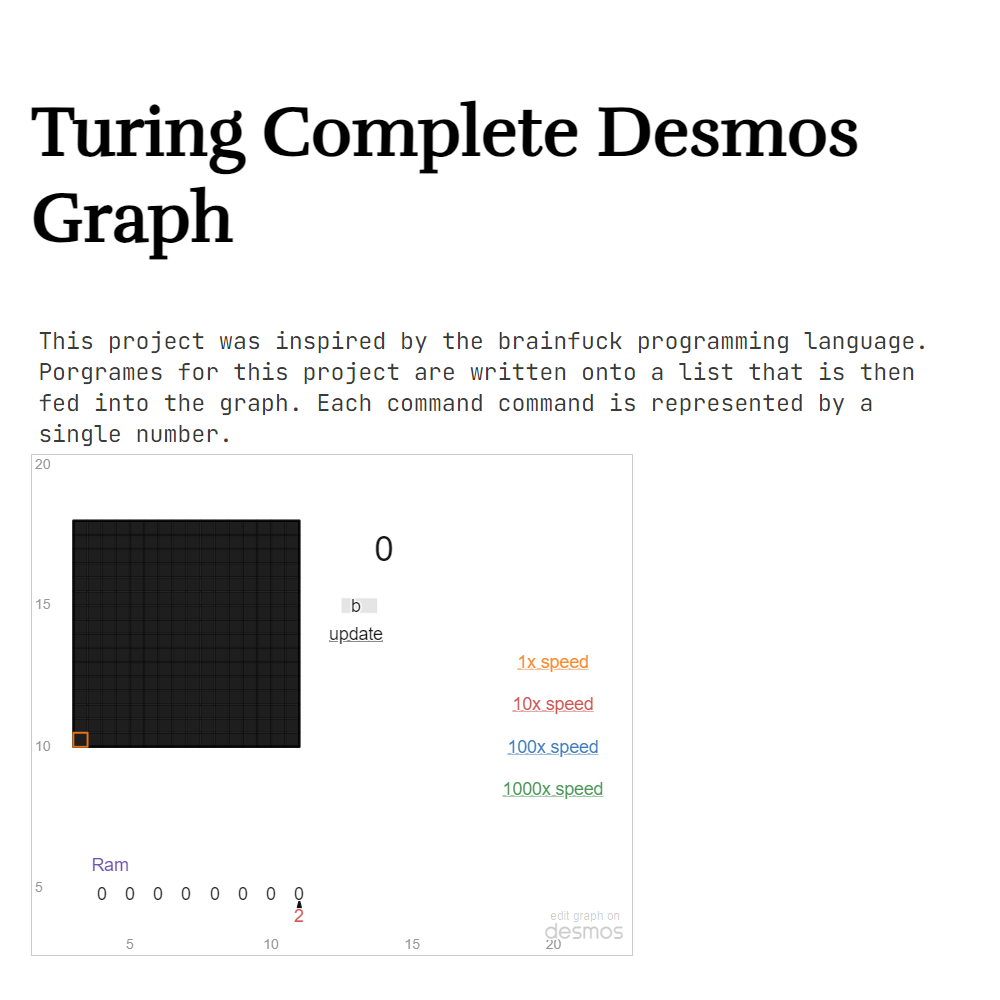 Turing Complete Desmos
Graph
This project was inspired by the brainfuck programming language.
Porgrames for this project are written onto a list that is then
fed into the graph. Each command command is represented by a
single number.
20
0
15
b
update
1x speed
10x speed
10
100x speed
1000x speed
Ram
5
0 0 0 0 0 0 0 0
2
edit graph on
desmos
5 10 15 20